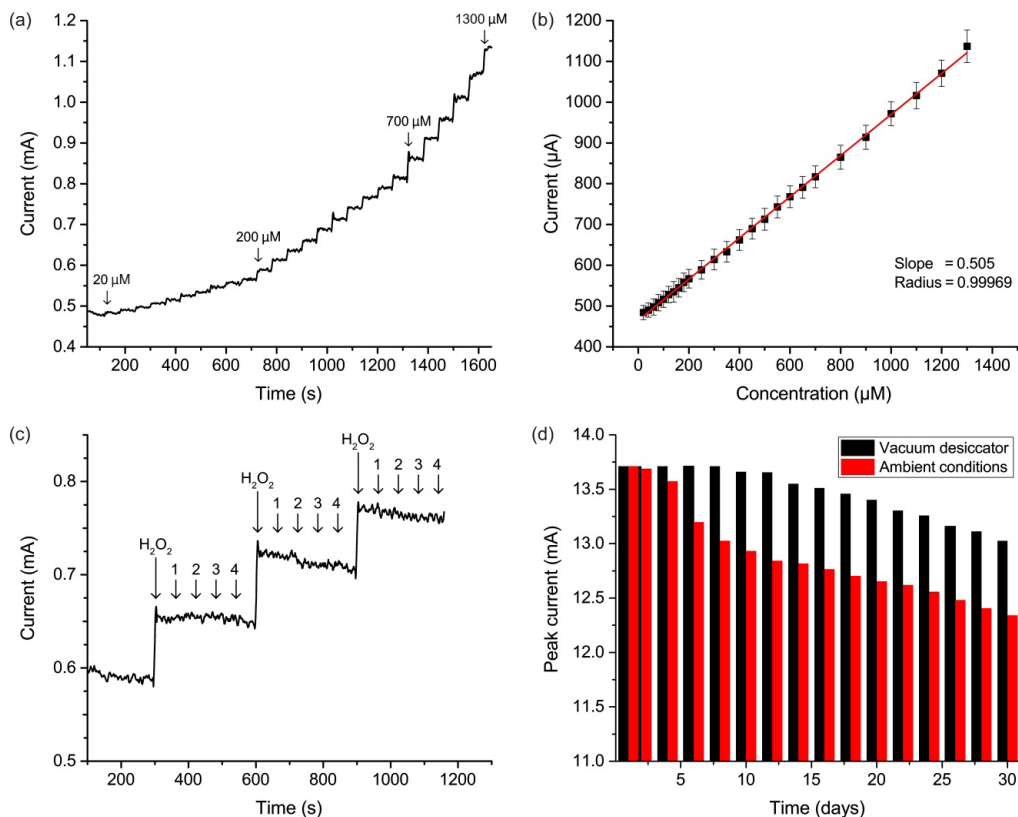 (a)
1.2
1.1
1.0
0.9
0.8
0.7
0.6
0.5
0.4
Current (mA)
20 µM
200 µM
700 µM
1300 µM
200 400 600 800 1000 1200 1400 1600
Time (s)
(b)
1200
1100
1000
900
800
700
600
500
400
Current (µA)
Slope = 0.505
Radius = 0.99969
0 200 400 600 800 1000 1200 1400
Concentration (µM)
(c)
0.8
0.7
0.6
0.5
Current (mA)
H₂O₂
1 2 3 4
H₂O₂
1 2 3 4
H₂O₂
1 2 3 4
200 400 600 800 1000 1200
Time (s)
(d)
14.0
13.5
13.0
12.5
12.0
11.5
11.0
Peak current (mA)
Vacuum desiccator
Ambient conditions
5 10 15 20 25 30
Time (days)